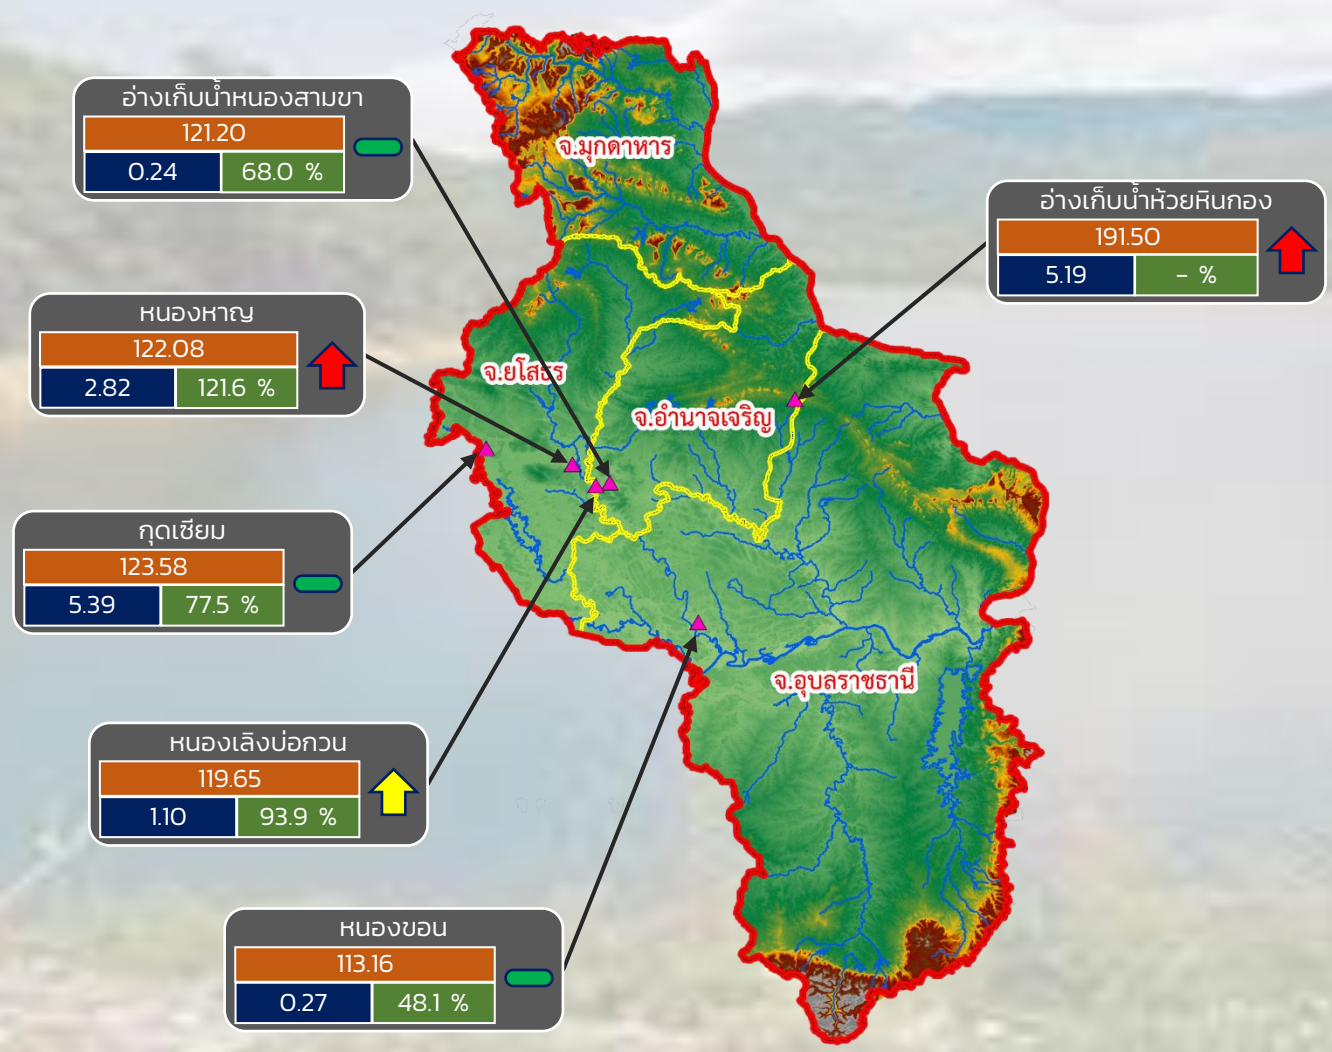 อ่างเก็บน้ำหนองสามขา
121.20
0.24 68.0 %
จ.มุกดาหาร
อ่างเก็บน้ำห้วยหินกอง
191.50
5.19 - %
หนองหาญ
122.08
2.82 121.6 %
จ.ยโสธร
จ.อำนาจเจริญ
กุดเซียม
123.58
5.39 77.5 %
จ.อุบลราชธานี
หนองเลิงบ่อกวน
119.65
1.10 93.9 %
หนองขอน
113.16
0.27 48.1 %